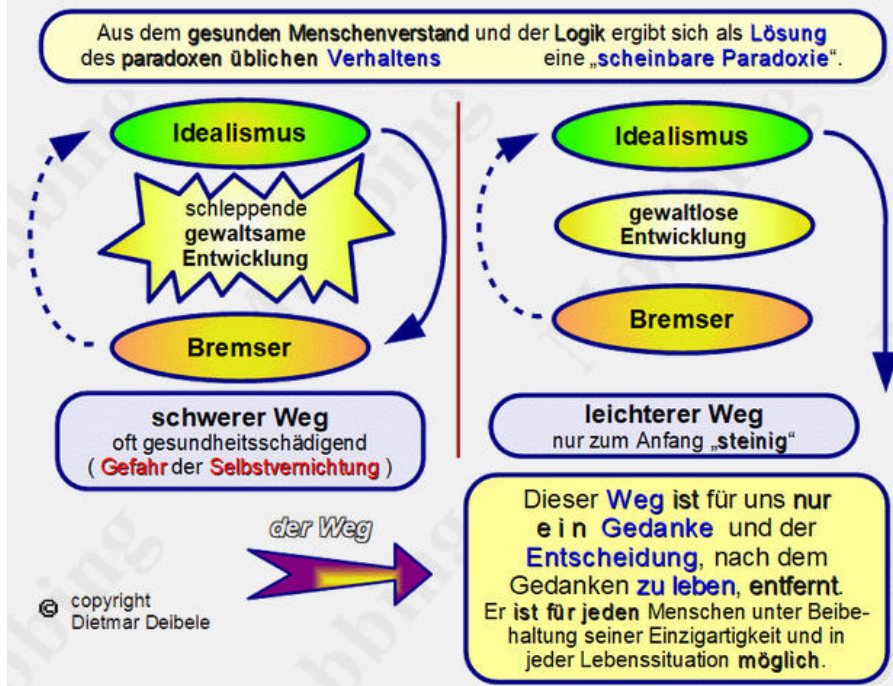 Aus dem gesunden Menschenverstand und der Logik ergibt sich als Lösung
des paradoxen üblichen Verhaltens eine „scheinbare Paradoxie“.
Idealismus
schleppende
gewaltsame
Entwicklung
Bremser
schwerer Weg
oft gesundheitsschädigend
( Gefahr der Selbstvernichtung )
Idealismus
gewaltlose
Entwicklung
Bremser
leichterer Weg
nur zum Anfang „steinig“
der Weg
© copyright
Dietmar Deibele
Dieser Weg ist für uns nur
e i n Gedanke und der
Entscheidung, nach dem
Gedanken zu leben, entfernt.
Er ist für jeden Menschen unter Beibe-
haltung seiner Einzigartigkeit und in
jeder Lebenssituation möglich.